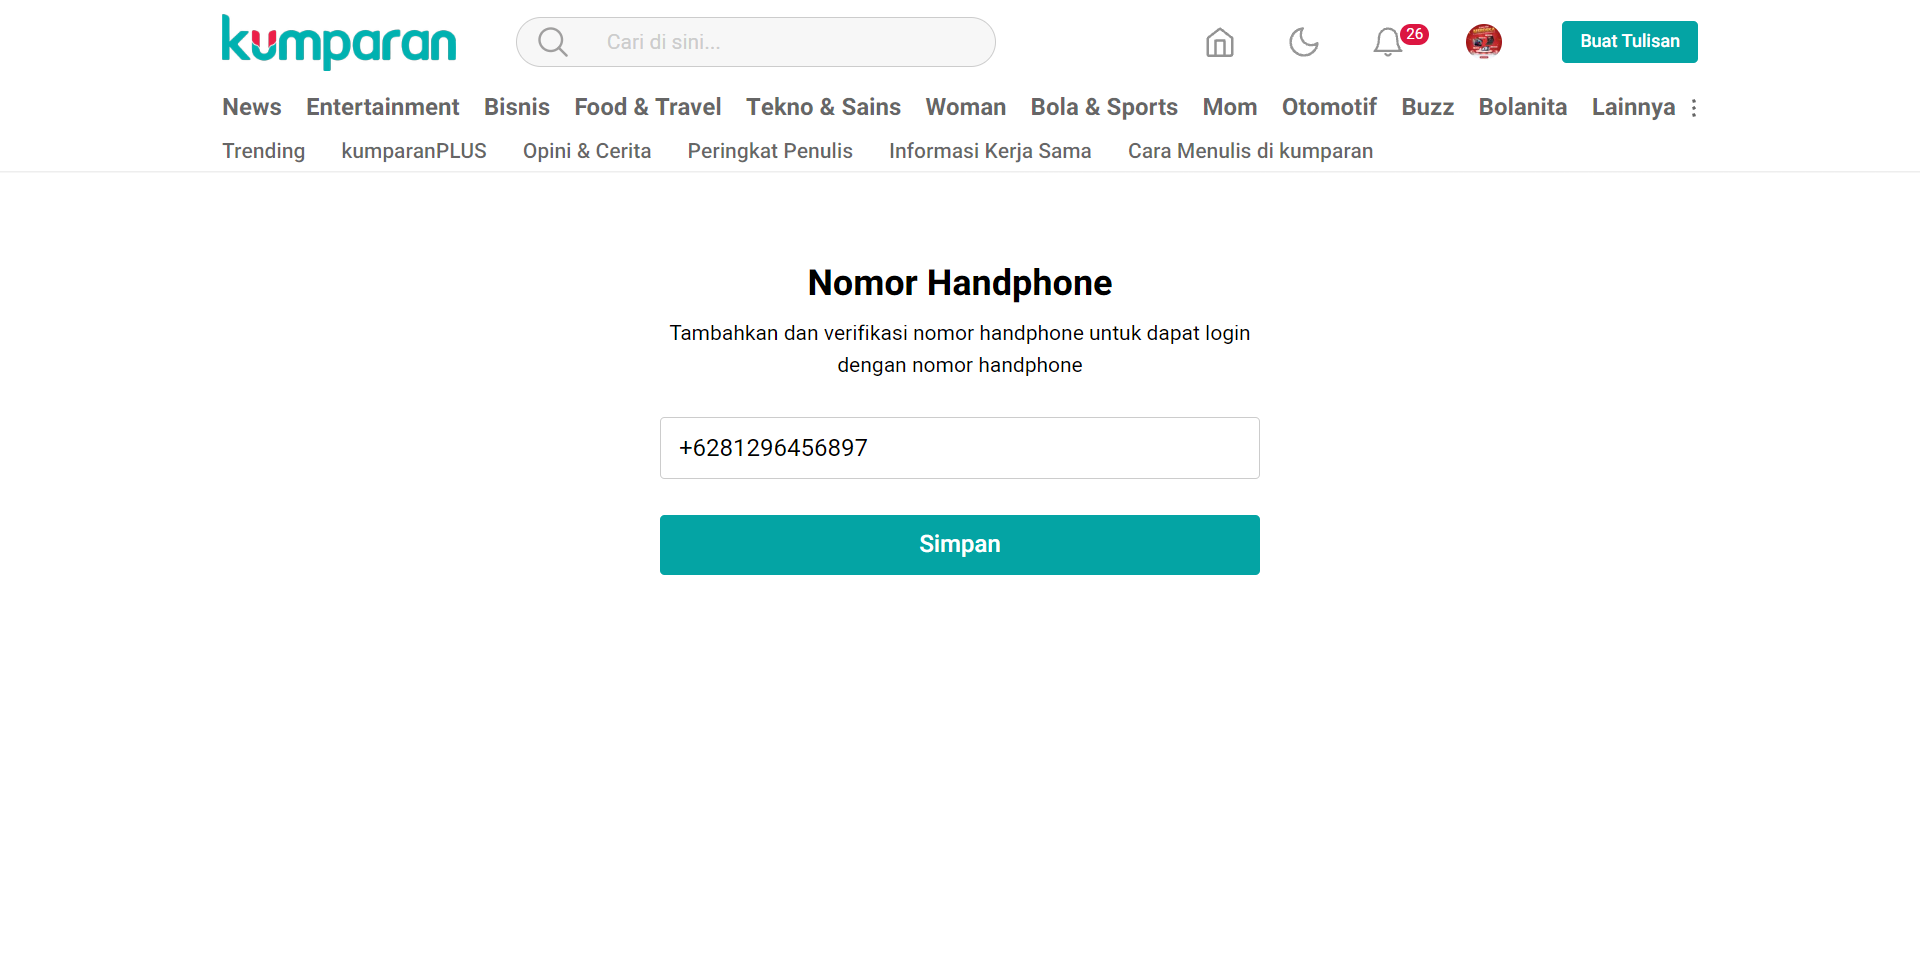 kumparan
Cari di sini...
26
Buat Tulisan
News Entertainment Bisnis Food & Travel Tekno & Sains Woman Bola & Sports Mom Otomotif Buzz Bolanita Lainnya
Trending kumparanPLUS Opini & Cerita Peringkat Penulis Informasi Kerja Sama Cara Menulis di kumparan
Nomor Handphone
Tambahkan dan verifikasi nomor handphone untuk dapat login
dengan nomor handphone
+6281296456897
Simpan